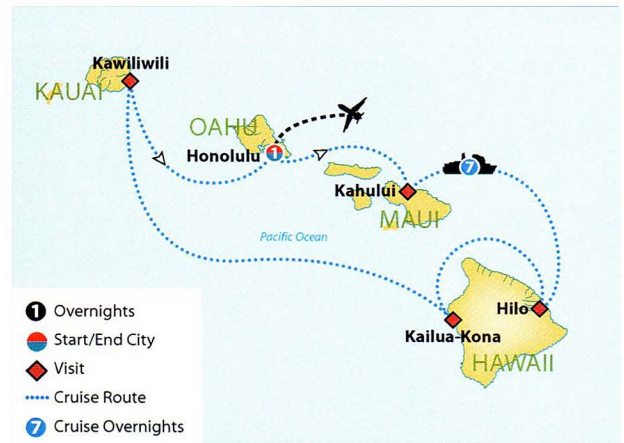 Kawiliwili
KAUAI
OAHU
Honolulu
1
Kahului
MAUI
7
Pacific Ocean
Hilo
Kailua-Kona
HAWAII
1 Overnights
Start/End City
Visit
Cruise Route
7 Cruise Overnights